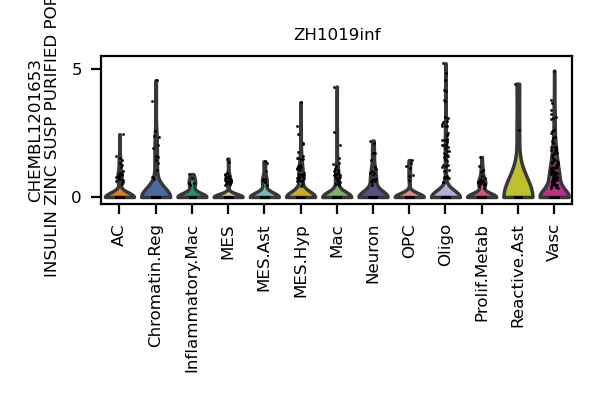 ZH1019inf
CHEMBL1201653
INSULIN ZINC SUSP PURIFIED
5
0
AC
Chromatin.Reg
Inflammatory.Mac
MES
MES.Ast
MES.Hyp
Mac
Neuron
OPC
Oligo
Prolif.Metab
Reactive.Ast
Vasc